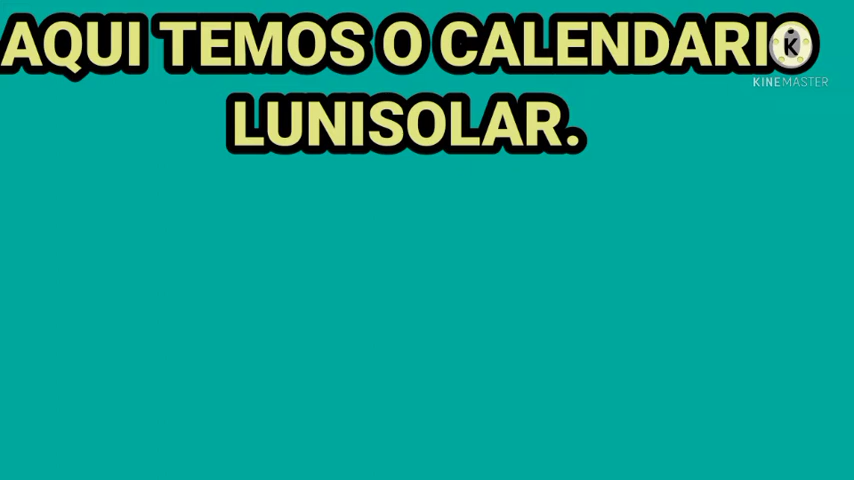 AQUI TEMOS O CALENDARIO
LUNISOLAR.
K
KINEMASTER